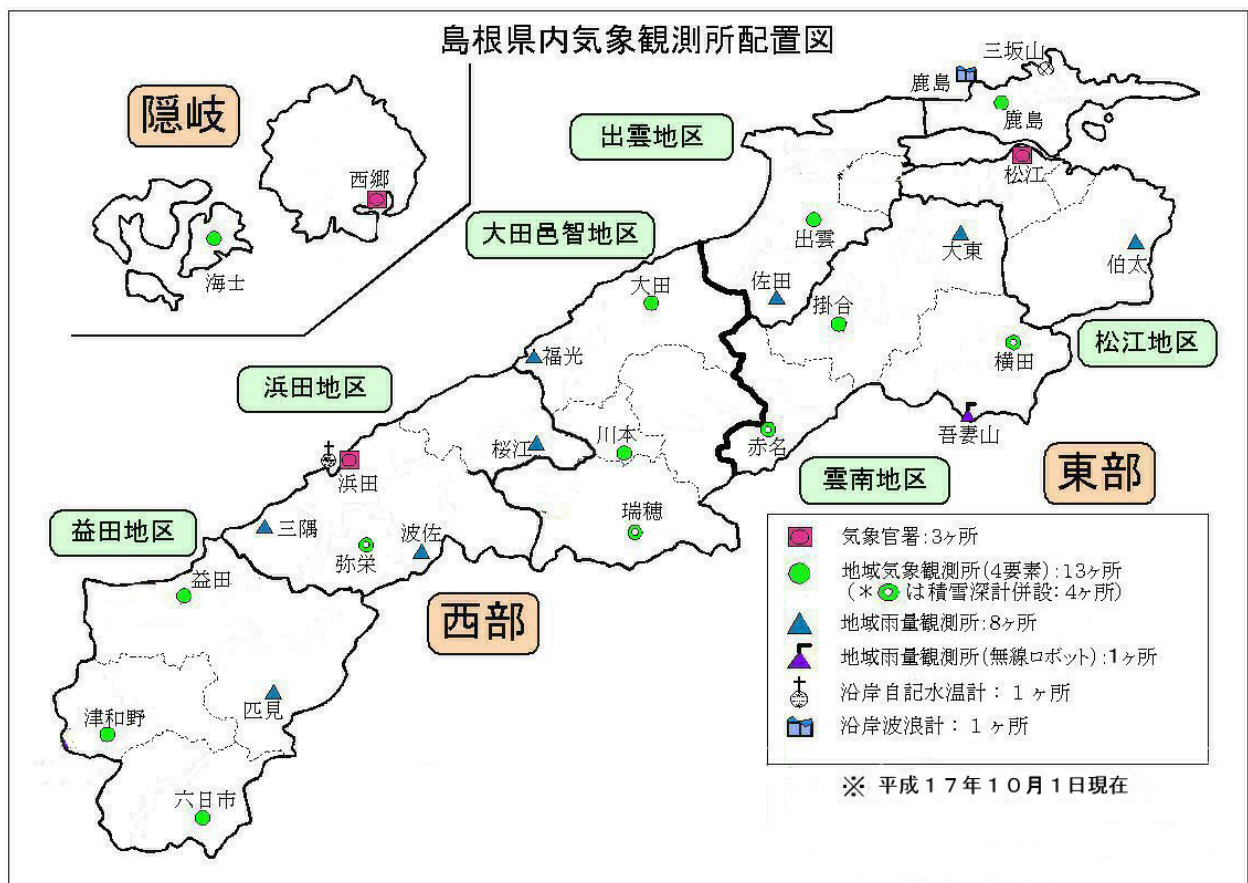 島根県内気象観測所配置図
隠岐
西郷
海士
三坂山
鹿島
鹿島
松江
出雲地区
出雲
大東
伯太
大田邑智地区
大田
佐田
掛合
横田
松江地区
福光
浜田地区
桜江
川本
赤名
吾妻山
東部
雲南地区
浜田
三隅
弥栄
波佐
瑞穂
益田地区
益田
西部
匹見
津和野
六日市
気象官署:3ヶ所
地域気象観測所(4要素):13ヶ所
(*は積雪深計併設:4ヶ所)
地域雨量観測所:8ヶ所
地域雨量観測所(無線ロボット):1ヶ所
沿岸自記水温計:1ヶ所
沿岸波浪計:1ヶ所
※ 平成17年10月1日現在